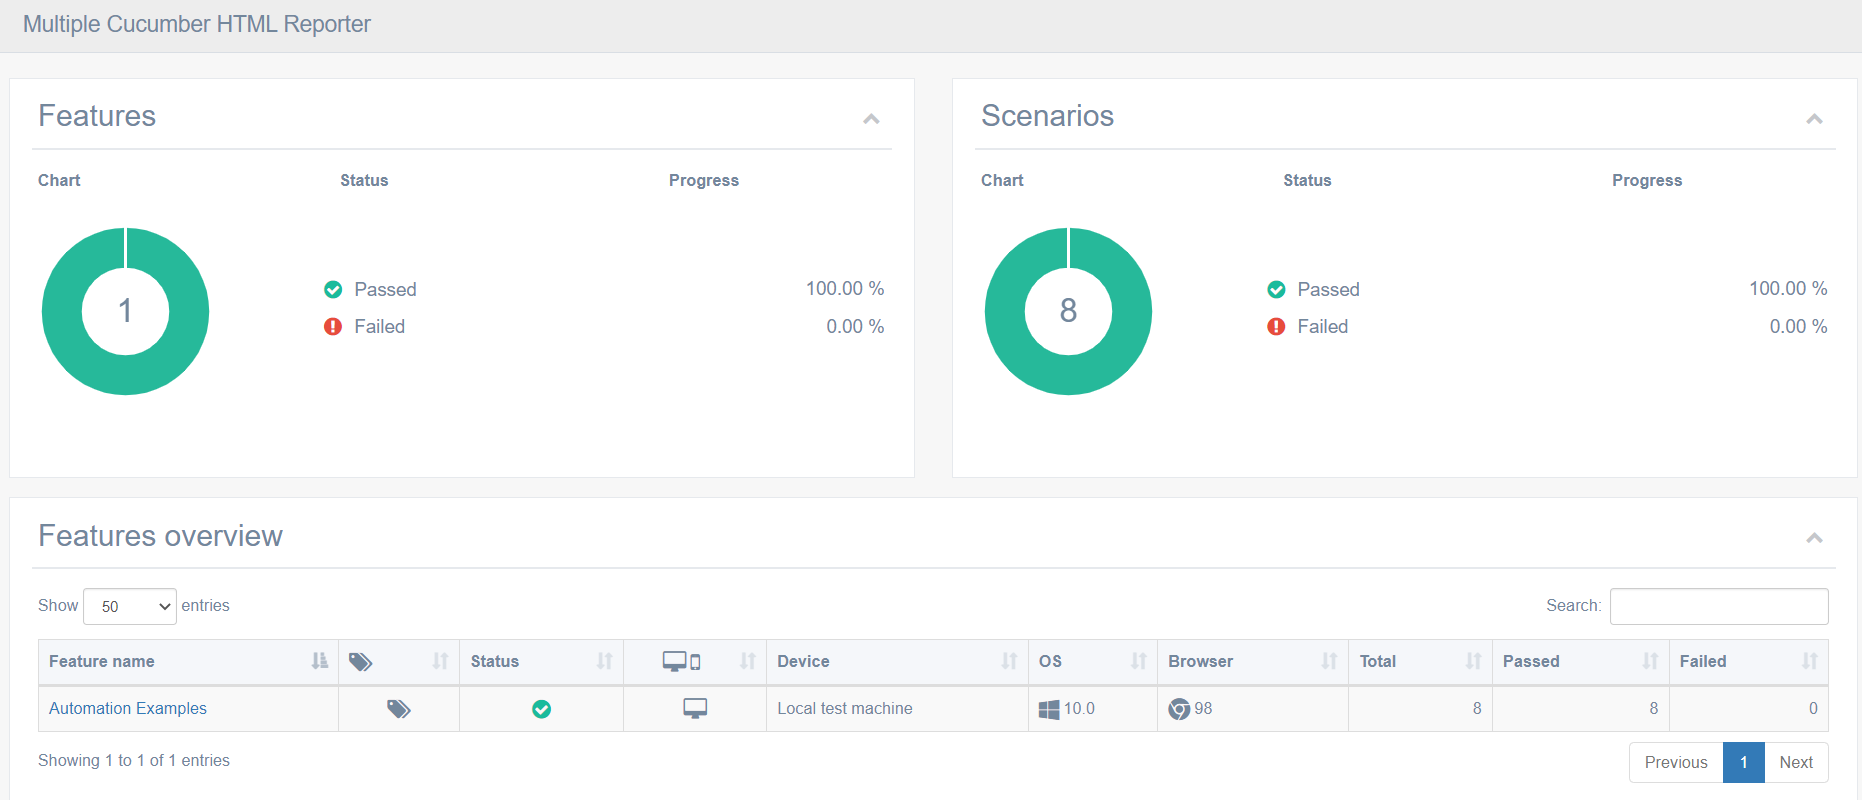 Multiple Cucumber HTML Reporter
Features
Chart Status Progress
1
Passed 100.00 %
Failed 0.00 %
Scenarios
Chart Status Progress
8
Passed 100.00 %
Failed 0.00 %
Features overview
Show 50 entries Search:
Feature name Status Device OS Browser Total Passed Failed
Automation Examples Local test machine 10.0 98 8 8 0
Showing 1 to 1 of 1 entries Previous 1 Next